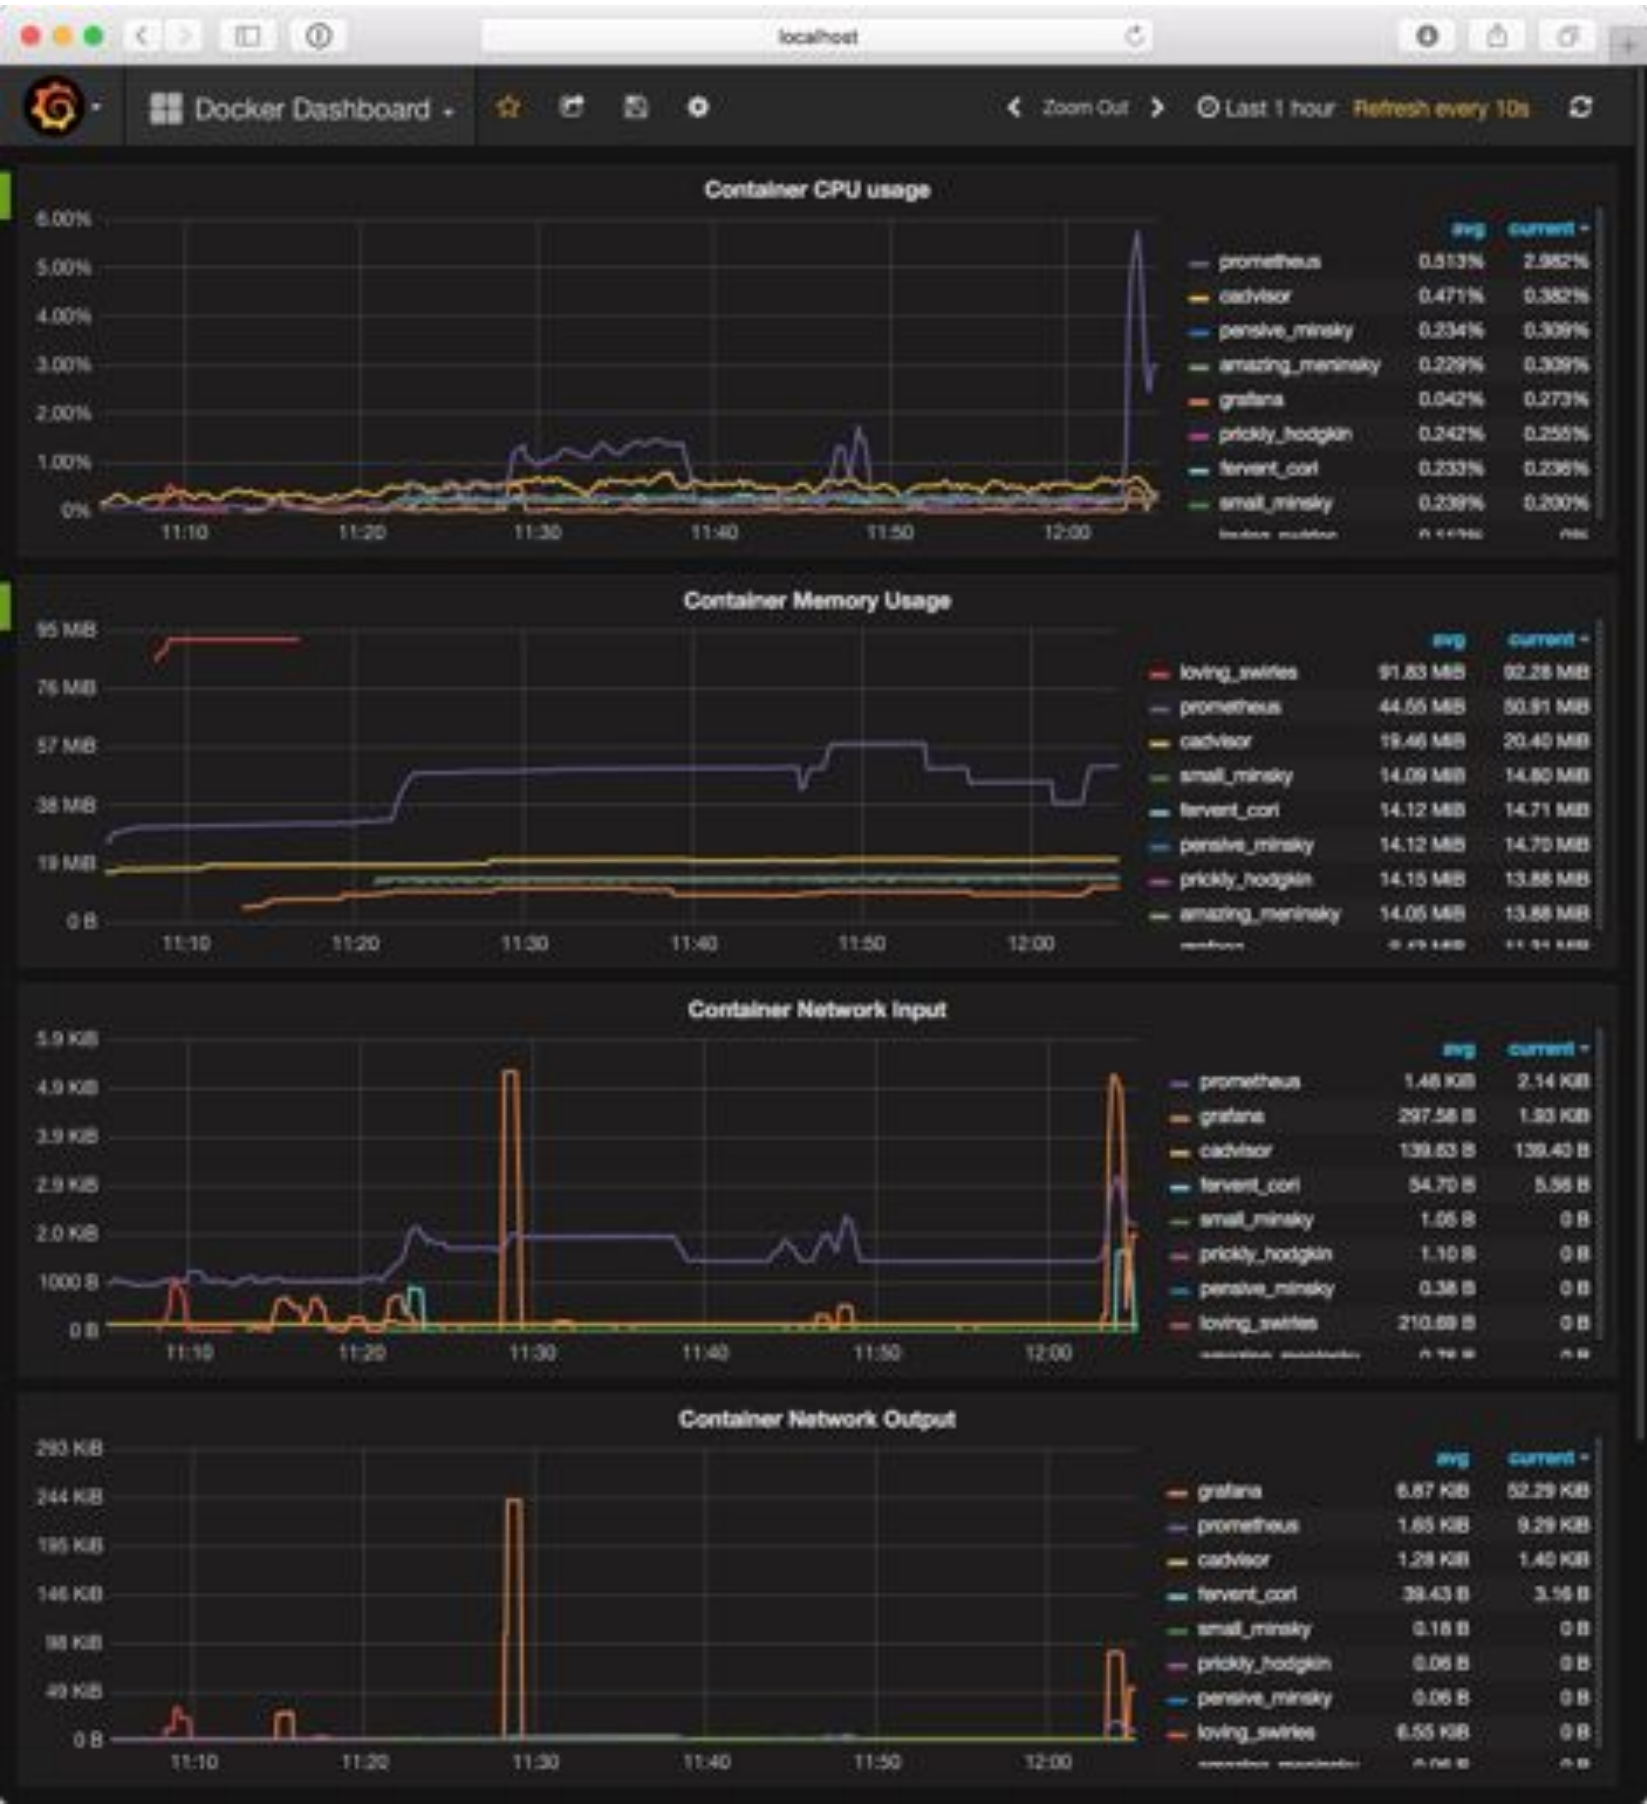 localhost
Docker Dashboard
Zoom Out
Last 1 hour
Refresh every 10s
Container CPU usage
6.00%
5.00%
4.00%
3.00%
2.00%
1.00%
0%
11:10 11:20 11:30 11:40 11:50 12:00
avg current
prometheus 0.513% 2.982%
cadvisor 0.471% 0.382%
pensive_minsky 0.234% 0.309%
amazing_meninsky 0.229% 0.309%
grafana 0.042% 0.273%
prickly_hodgkin 0.242% 0.255%
fervent_cori 0.233% 0.236%
small_minsky 0.239% 0.200%
Container Memory Usage
95 MiB
76 MiB
57 MiB
38 MiB
19 MiB
0 B
11:10 11:20 11:30 11:40 11:50 12:00
avg current
loving_swirles 91.83 MiB 92.28 MiB
prometheus 44.55 MiB 50.91 MiB
cadvisor 19.46 MiB 20.40 MiB
small_minsky 14.09 MiB 14.80 MiB
fervent_cori 14.12 MiB 14.71 MiB
pensive_minsky 14.12 MiB 14.70 MiB
prickly_hodgkin 14.15 MiB 13.88 MiB
amazing_meninsky 14.05 MiB 13.88 MiB
Container Network Input
5.9 KiB
4.9 KiB
3.9 KiB
2.9 KiB
2.0 KiB
1000 B
0 B
11:10 11:20 11:30 11:40 11:50 12:00
avg current
prometheus 1.46 KiB 2.14 KiB
grafana 297.58 B 1.93 KiB
cadvisor 139.63 B 139.40 B
fervent_cori 54.70 B 5.56 B
small_minsky 1.05 B 0 B
prickly_hodgkin 1.10 B 0 B
pensive_minsky 0.38 B 0 B
loving_swirles 210.69 B 0 B
Container Network Output
293 KiB
244 KiB
195 KiB
146 KiB
98 KiB
49 KiB
0 B
11:10 11:20 11:30 11:40 11:50 12:00
avg current
grafana 6.87 KiB 52.29 KiB
prometheus 1.65 KiB 9.29 KiB
cadvisor 1.28 KiB 1.40 KiB
fervent_cori 39.43 B 3.16 B
small_minsky 0.18 B 0 B
prickly_hodgkin 0.06 B 0 B
pensive_minsky 0.06 B 0 B
loving_swirles 6.55 KiB 0 B